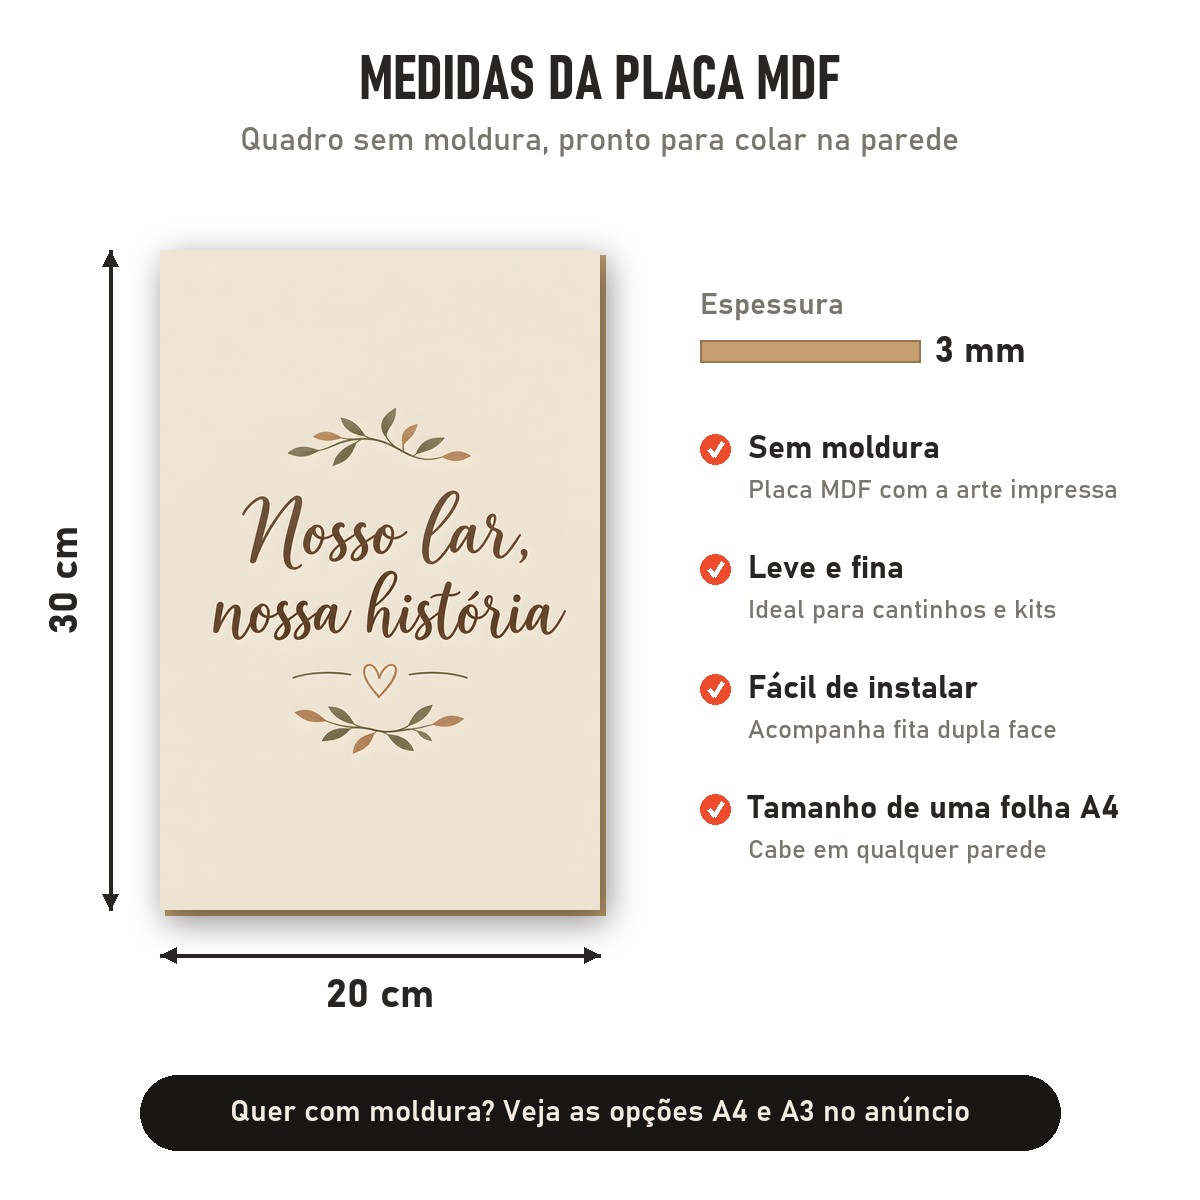 MEDIDAS DA PLACA MDF
Quadro sem moldura, pronto para colar na parede
30 cm
Nosso lar,
nossa história
20 cm
Espessura
3 mm
Sem moldura
Placa MDF com a arte impressa
Leve e fina
Ideal para cantinhos e kits
Fácil de instalar
Acompanha fita dupla face
Tamanho de uma folha A4
Cabe em qualquer parede
Quer com moldura? Veja as opções A4 e A3 no anúncio